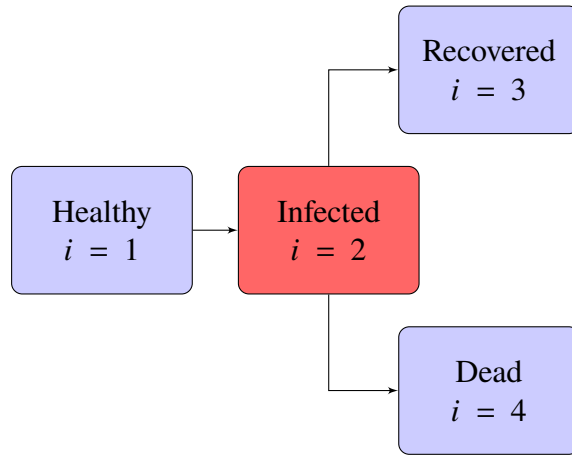 Recovered
i = 3
Healthy
i = 1
Infected
i = 2
Dead
i = 4